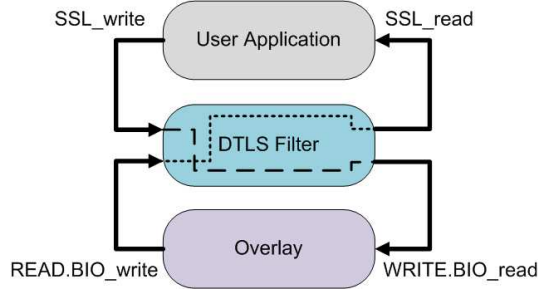 SSL_write
SSL_read
User Application
DTLS Filter
Overlay
READ.BIO_write
WRITE.BIO_read